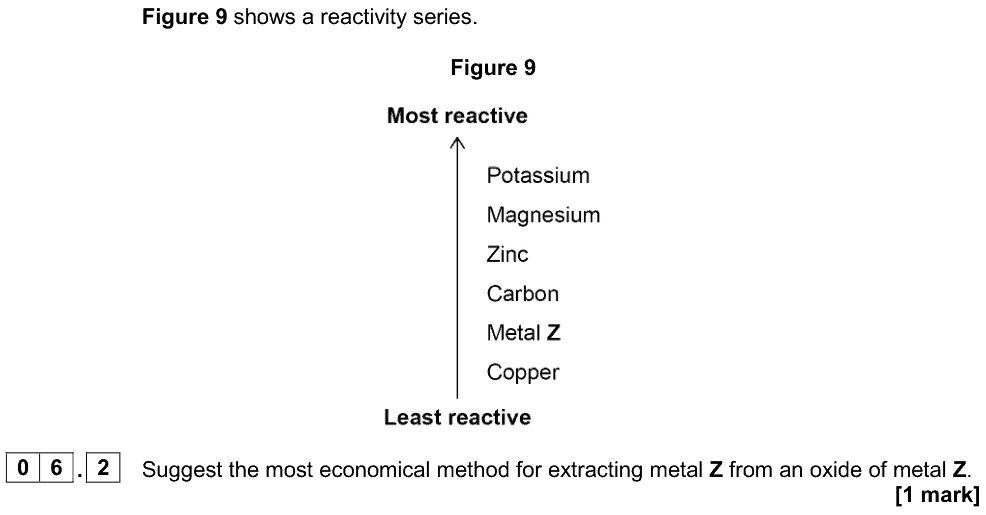 Figure 9 shows a reactivity series.
Figure 9
Most reactive
Potassium
Magnesium
Zinc
Carbon
Metal Z
Copper
Least reactive
0 6 . 2 Suggest the most economical method for extracting metal Z from an oxide of metal Z.
[1 mark]